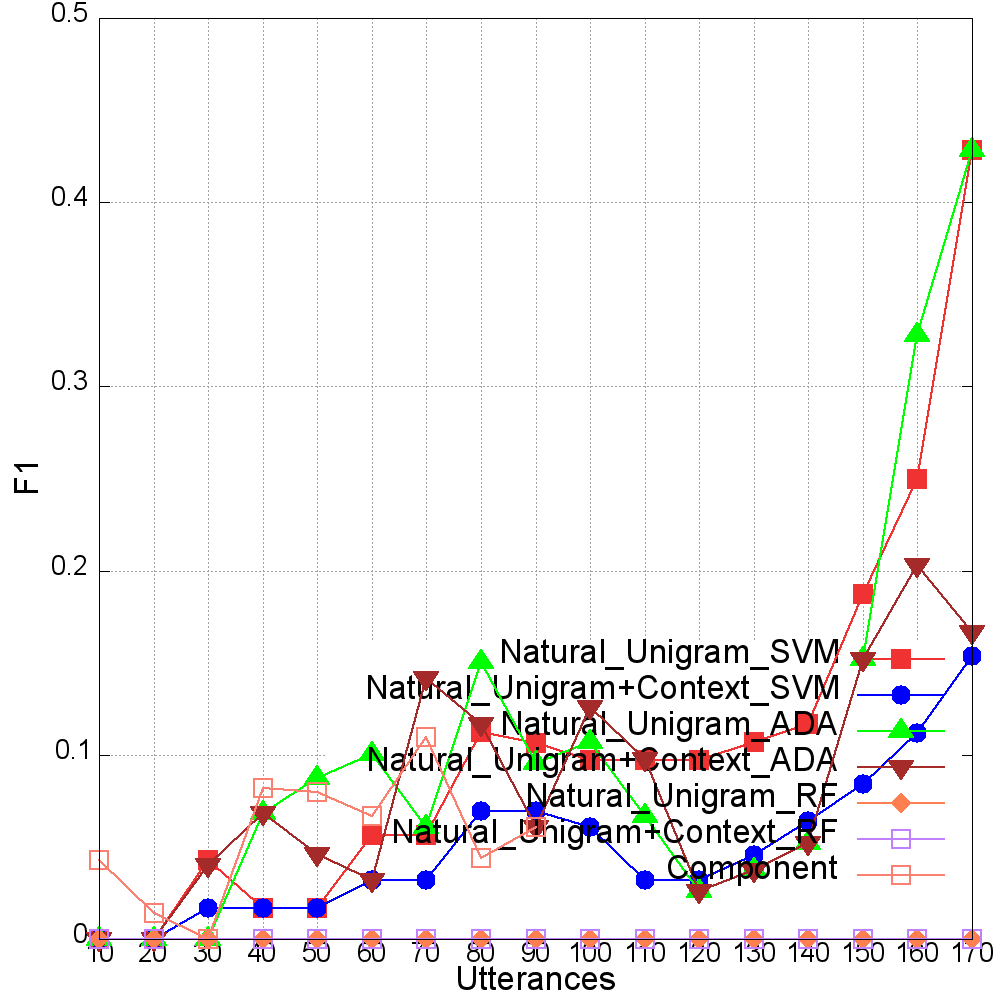 0.5
0.4
0.3
0.2
0.1
0
F1
Natural_Unigram_SVM
Natural_Unigram+Context_SVM
Natural_Unigram_ADA
Natural_Unigram+Context_ADA
Natural_Unigram_RF
Natural_Unigram+Context_RF
Component
10 20 30 40 50 60 70 80 90 100 110 120 130 140 150 160 170
Utterances